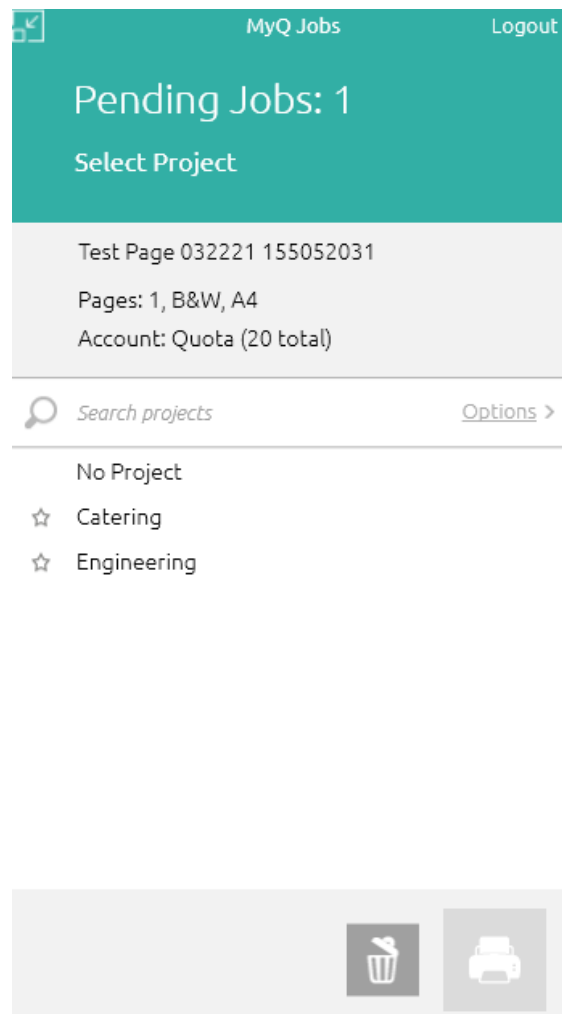 MyQ Jobs Logout
Pending Jobs: 1
Select Project
Test Page 032221 155052031
Pages: 1, B&W, A4
Account: Quota (20 total)
Search projects Options >
No Project
Catering
Engineering